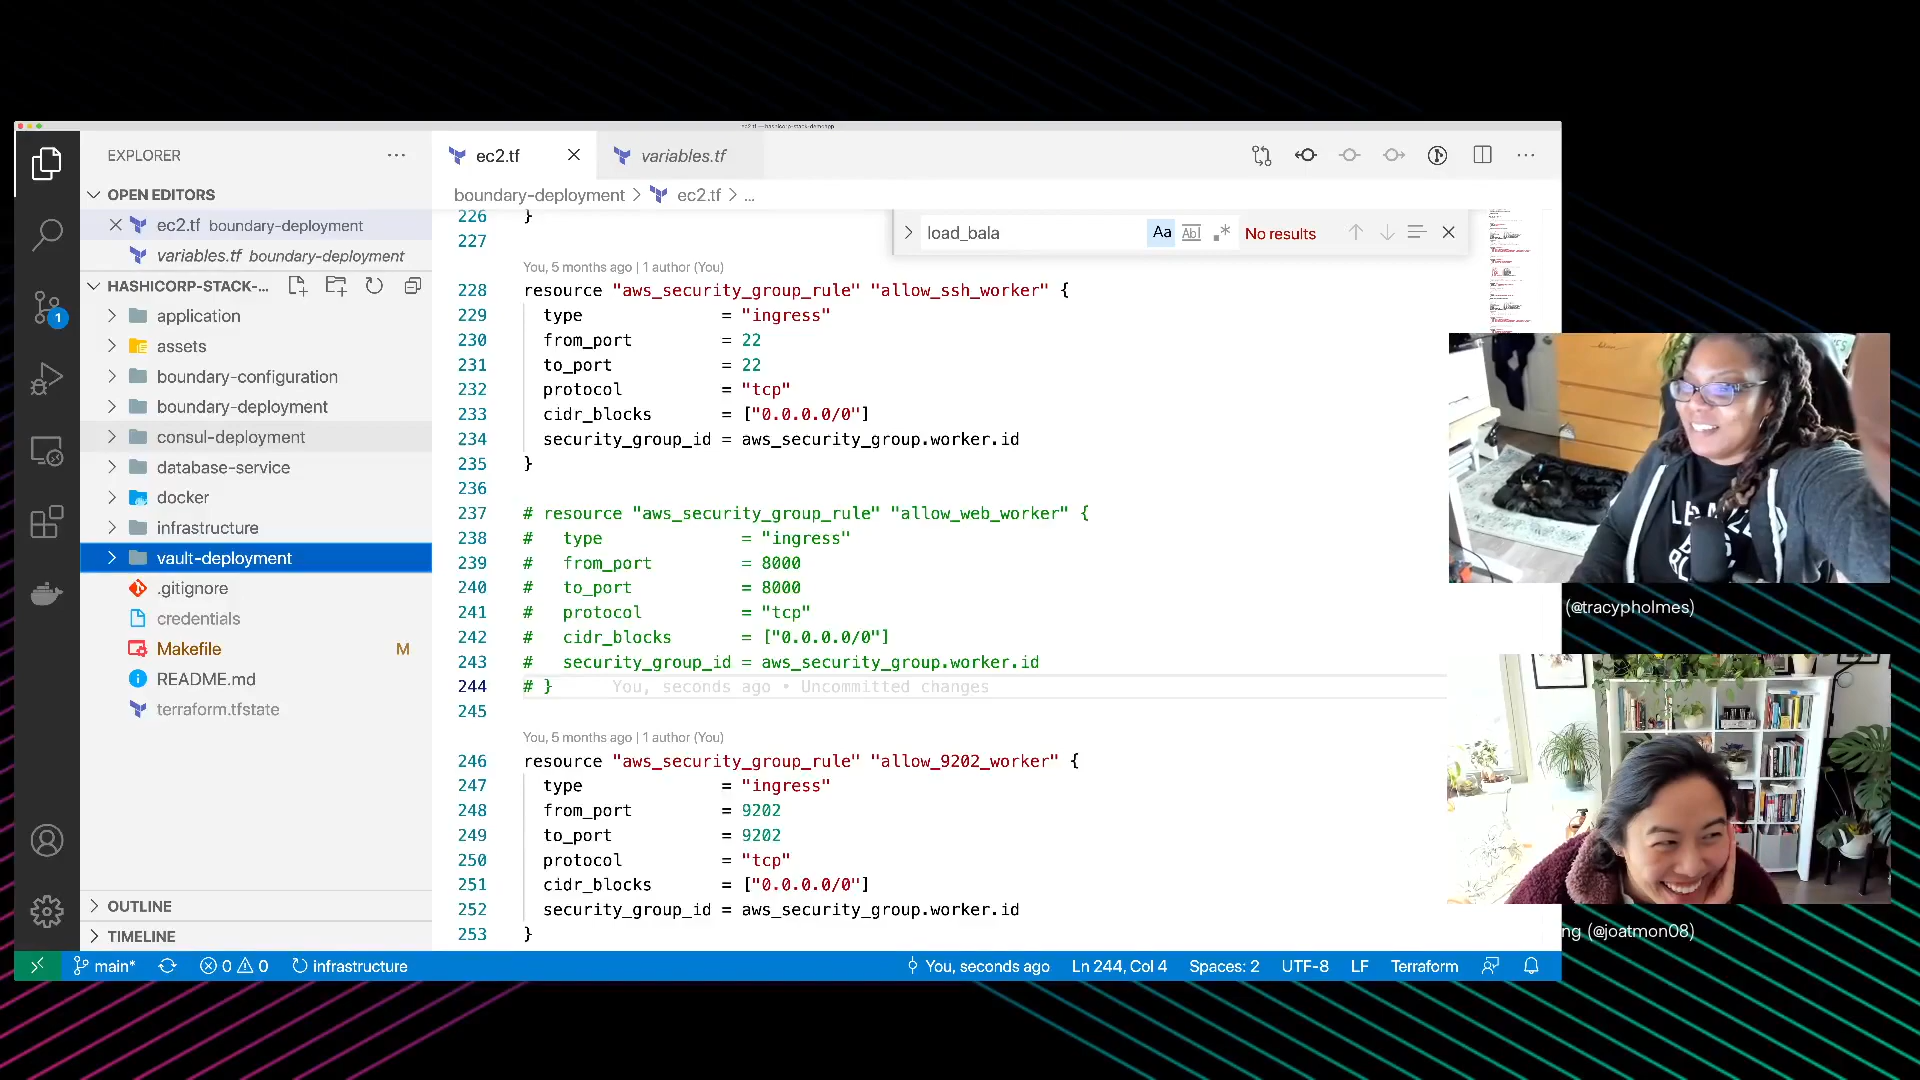 ec2.tf — hashicorp-stack-demoapp
EXPLORER
OPEN EDITORS
ec2.tf boundary-deployment
variables.tf boundary-deployment
HASHICORP-STACK-...
application
assets
boundary-configuration
boundary-deployment
consul-deployment
database-service
docker
infrastructure
vault-deployment
.gitignore
credentials
Makefile M
README.md
terraform.tfstate
OUTLINE
TIMELINE
1
ec2.tf
variables.tf
boundary-deployment > ec2.tf > ...
load_bala Aa Abl .* No results
226 }
227
You, 5 months ago | 1 author (You)
228 resource "aws_security_group_rule" "allow_ssh_worker" {
229 type = "ingress"
230 from_port = 22
231 to_port = 22
232 protocol = "tcp"
233 cidr_blocks = ["0.0.0.0/0"]
234 security_group_id = aws_security_group.worker.id
235 }
236
237 # resource "aws_security_group_rule" "allow_web_worker" {
238 # type = "ingress"
239 # from_port = 8000
240 # to_port = 8000
241 # protocol = "tcp"
242 # cidr_blocks = ["0.0.0.0/0"]
243 # security_group_id = aws_security_group.worker.id
244 # } You, seconds ago • Uncommitted changes
245
You, 5 months ago | 1 author (You)
246 resource "aws_security_group_rule" "allow_9202_worker" {
247 type = "ingress"
248 from_port = 9202
249 to_port = 9202
250 protocol = "tcp"
251 cidr_blocks = ["0.0.0.0/0"]
252 security_group_id = aws_security_group.worker.id
253 }
main* 0 0 infrastructure You, seconds ago Ln 244, Col 4 Spaces: 2 UTF-8 LF Terraform
(@tracypholmes)
ng (@joatmon08)